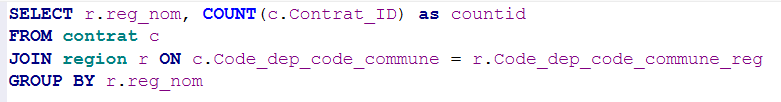 SELECT r.reg_nom, COUNT(c.Contrat_ID) as countid
FROM contrat c
JOIN region r ON c.Code_dep_code_commune = r.Code_dep_code_commune_reg
GROUP BY r.reg_nom